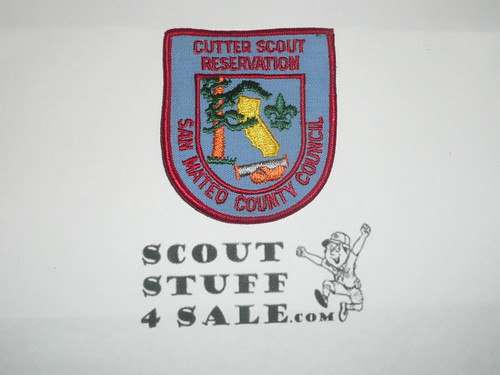 CUTTER SCOUT
RESERVATION
SAN MATEO COUNTY COUNCIL
SCOUT
STUFF
4 SALE.COM